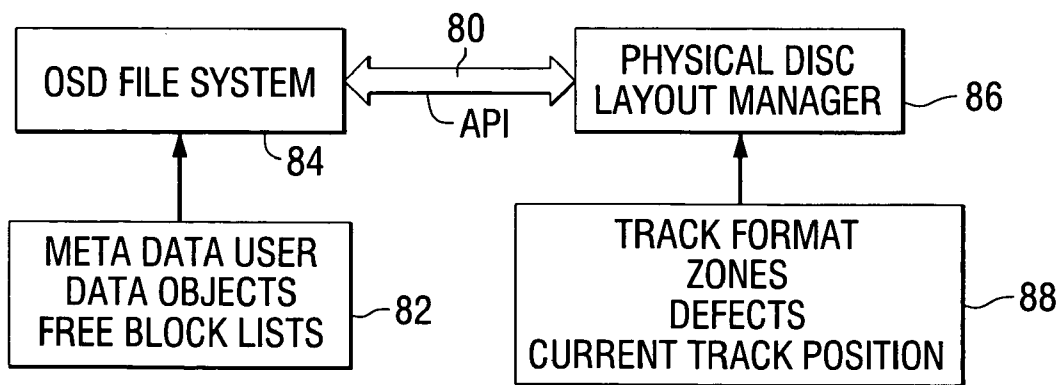 OSD FILE SYSTEM
84
80
API
PHYSICAL DISC
LAYOUT MANAGER
86
META DATA USER
DATA OBJECTS
FREE BLOCK LISTS
82
TRACK FORMAT
ZONES
DEFECTS
CURRENT TRACK POSITION
88